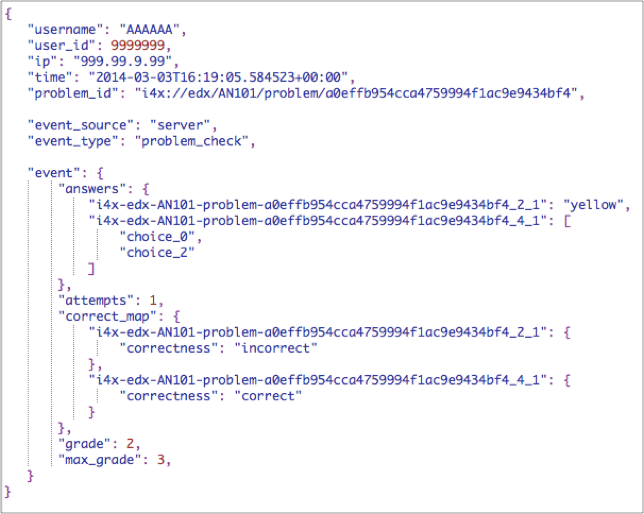 {
"username": "AAAAAA",
"user_id": 9999999,
"ip": "999.99.9.99",
"time": "2014-03-03T16:19:05.584523+00:00",
"problem_id": "i4x://edx/AN101/problem/a0effb954cca4759994f1ac9e9434bf4",
"event_source": "server",
"event_type": "problem_check",
"event": {
"answers": {
"i4x-edx-AN101-problem-a0effb954cca4759994f1ac9e9434bf4_2_1": "yellow",
"i4x-edx-AN101-problem-a0effb954cca4759994f1ac9e9434bf4_4_1": [
"choice_0",
"choice_2"
]
},
"attempts": 1,
"correct_map": {
"i4x-edx-AN101-problem-a0effb954cca4759994f1ac9e9434bf4_2_1": {
"correctness": "incorrect"
},
"i4x-edx-AN101-problem-a0effb954cca4759994f1ac9e9434bf4_4_1": {
"correctness": "correct"
}
},
"grade": 2,
"max_grade": 3,
}
}